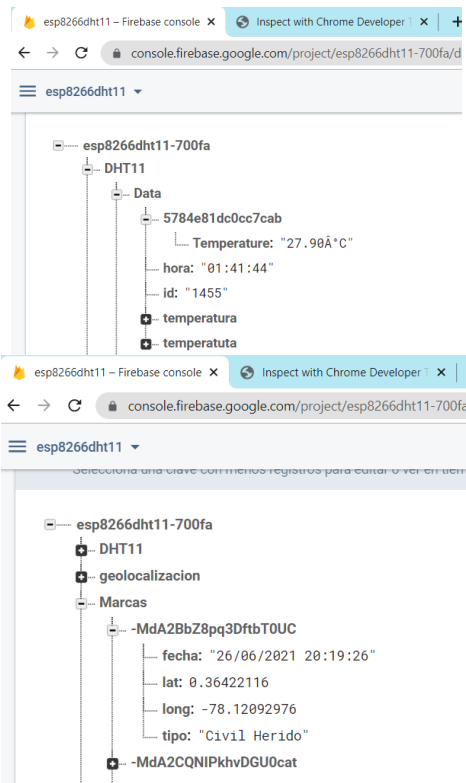 esp8266dht11 – Firebase console
Inspect with Chrome Developer T
console.firebase.google.com/project/esp8266dht11-700fa/d
esp8266dht11
esp8266dht11-700fa
DHT11
Data
5784e81dc0cc7cab
Temperature: "27.90Â°C"
hora: "01:41:44"
id: "1455"
temperatura
temperatuta
esp8266dht11 – Firebase console
Inspect with Chrome Developer T
console.firebase.google.com/project/esp8266dht11-700fa
esp8266dht11
Selecciona una clave con menos registros para editar o ver en tiem
esp8266dht11-700fa
DHT11
geolocalizacion
Marcas
-MdA2BbZ8pq3DftbT0UC
fecha: "26/06/2021 20:19:26"
lat: 0.36422116
long: -78.12092976
tipo: "Civil Herido"
-MdA2CQNIPkhvDGU0cat